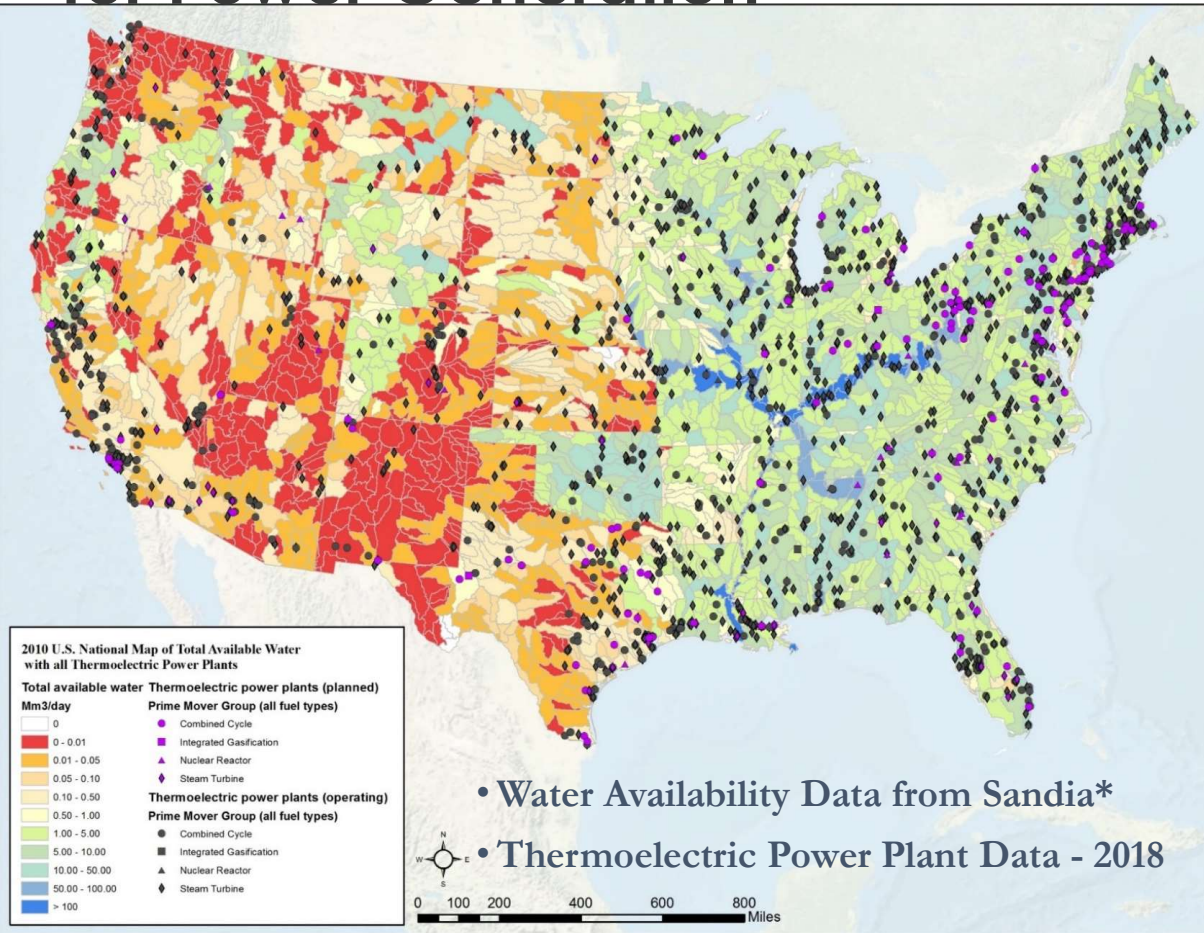 for Power Generation
2010 U.S. National Map of Total Available Water
with all Thermoelectric Power Plants
Total available water
Mm3/day
0
0 - 0.01
0.01 - 0.05
0.05 - 0.10
0.10 - 0.50
0.50 - 1.00
1.00 - 5.00
5.00 - 10.00
10.00 - 50.00
50.00 - 100.00
> 100
Thermoelectric power plants (planned)
Prime Mover Group (all fuel types)
Combined Cycle
Integrated Gasification
Nuclear Reactor
Steam Turbine
Thermoelectric power plants (operating)
Prime Mover Group (all fuel types)
Combined Cycle
Integrated Gasification
Nuclear Reactor
Steam Turbine
• Water Availability Data from Sandia*
• Thermoelectric Power Plant Data - 2018
N
W E
S
0 100 200 400 600 800
Miles